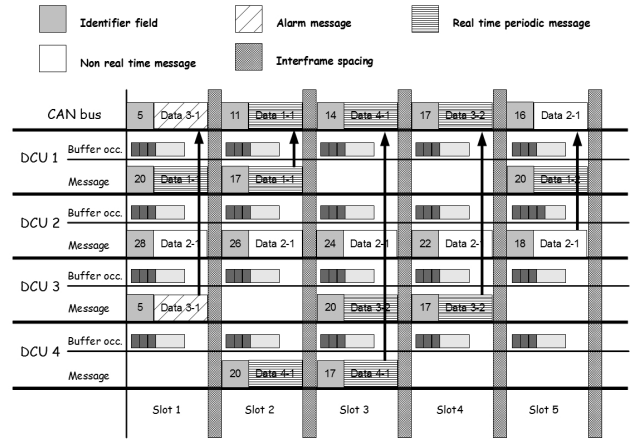 Identifier field
Alarm message
Real time periodic message
Non real time message
Interframe spacing
CAN bus 5 Data 3-1 11 Data 1-1 14 Data 4-1 17 Data 3-2 16 Data 2-1
DCU 1 Buffer occ.
Message 20 Data 1-1 17 Data 1-1 20 Data 1-2
DCU 2 Buffer occ.
Message 28 Data 2-1 26 Data 2-1 24 Data 2-1 22 Data 2-1 18 Data 2-1
DCU 3 Buffer occ.
Message 5 Data 3-1 20 Data 3-2 17 Data 3-2
DCU 4 Buffer occ.
Message 20 Data 4-1 17 Data 4-1
Slot 1 Slot 2 Slot 3 Slot4 Slot 5